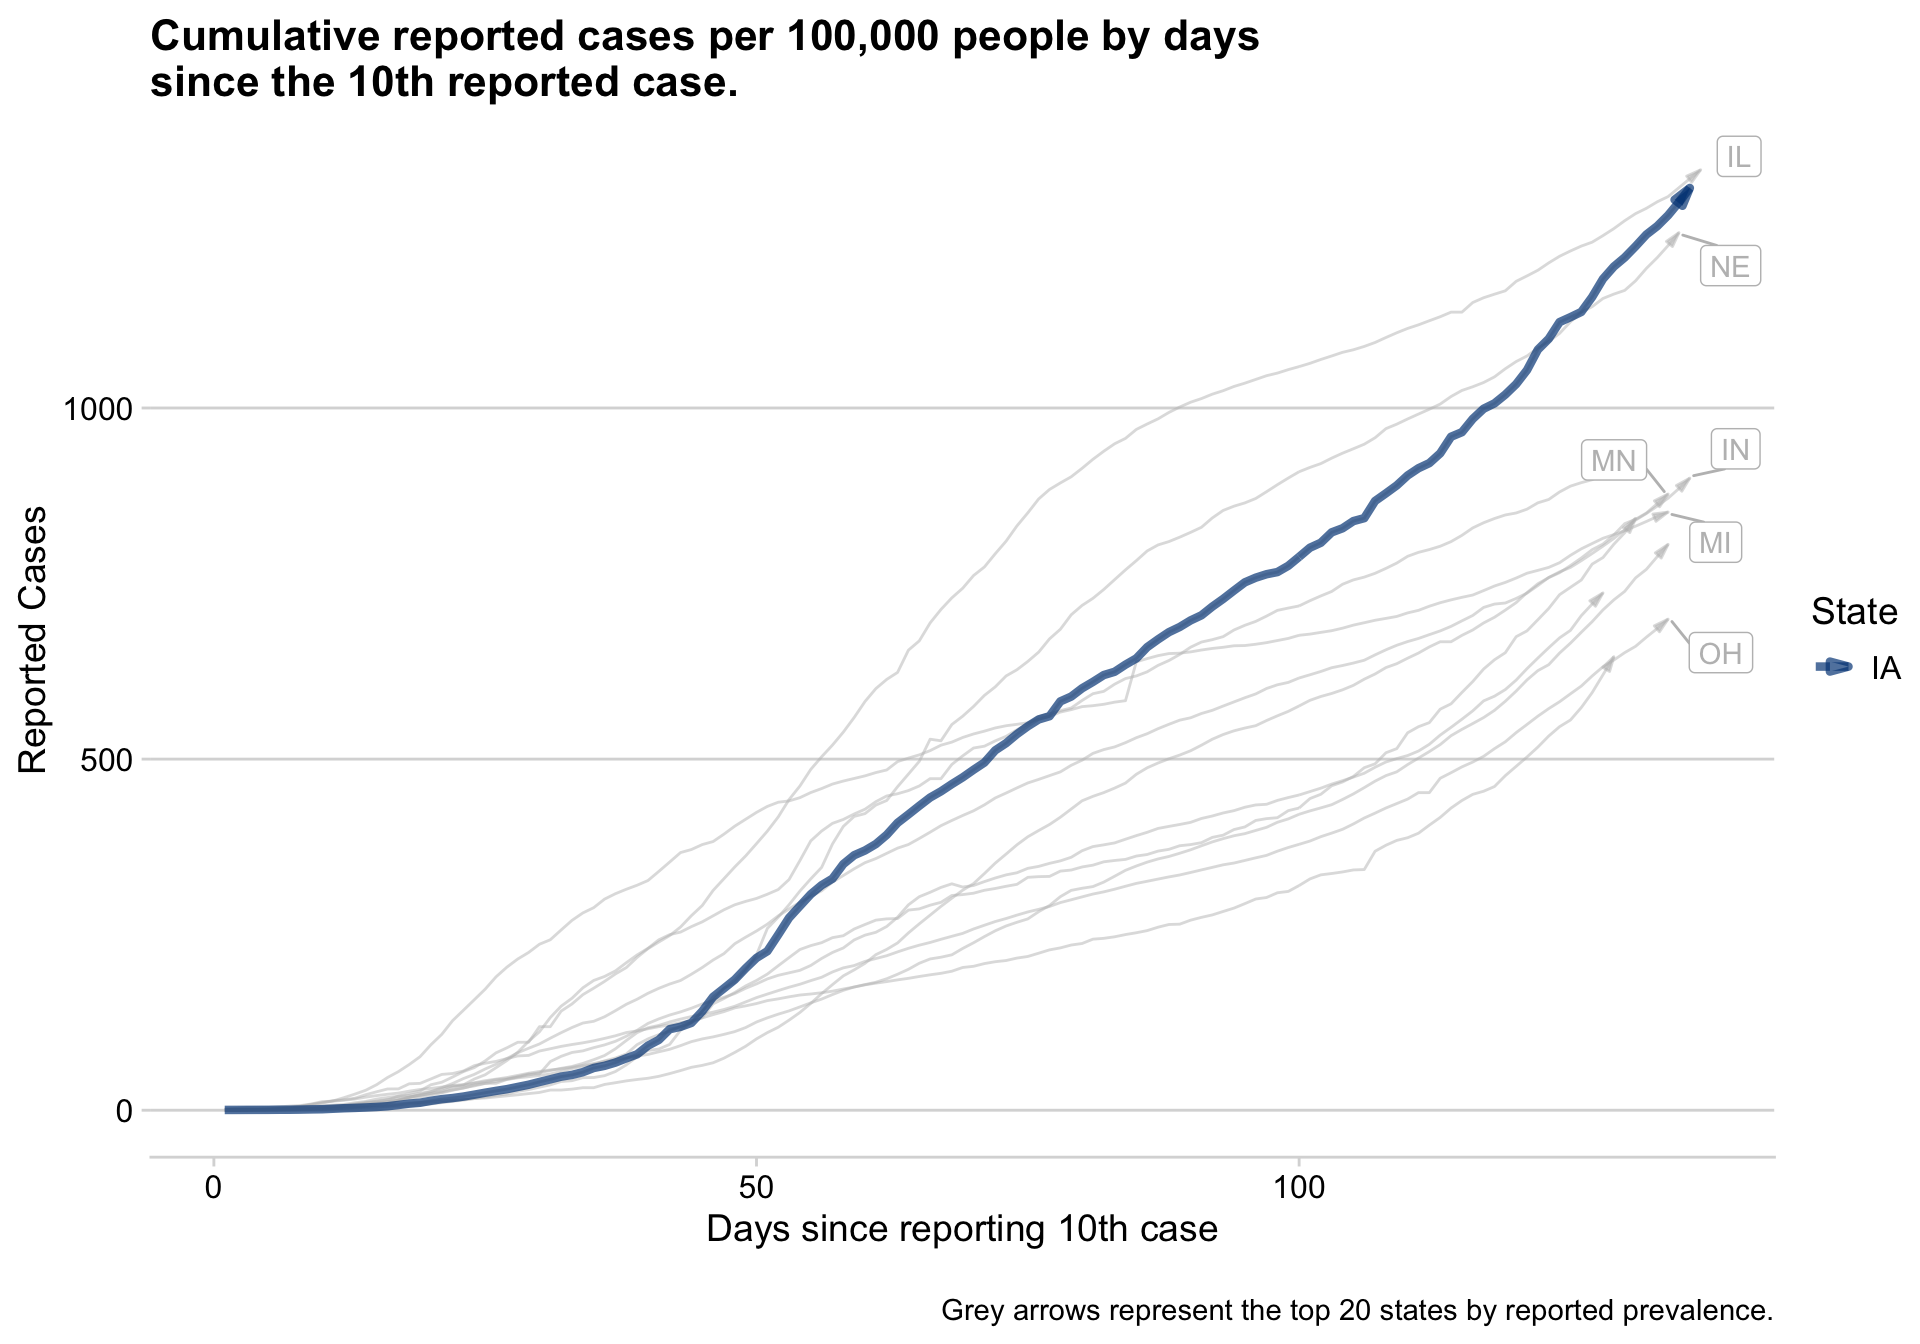 Cumulative reported cases per 100,000 people by days
since the 10th reported case.
IL
NE
1000
IN
MN
MI
Reported Cases
State
OH
IA
500
0
0 50 100
Days since reporting 10th case
Grey arrows represent the top 20 states by reported prevalence.